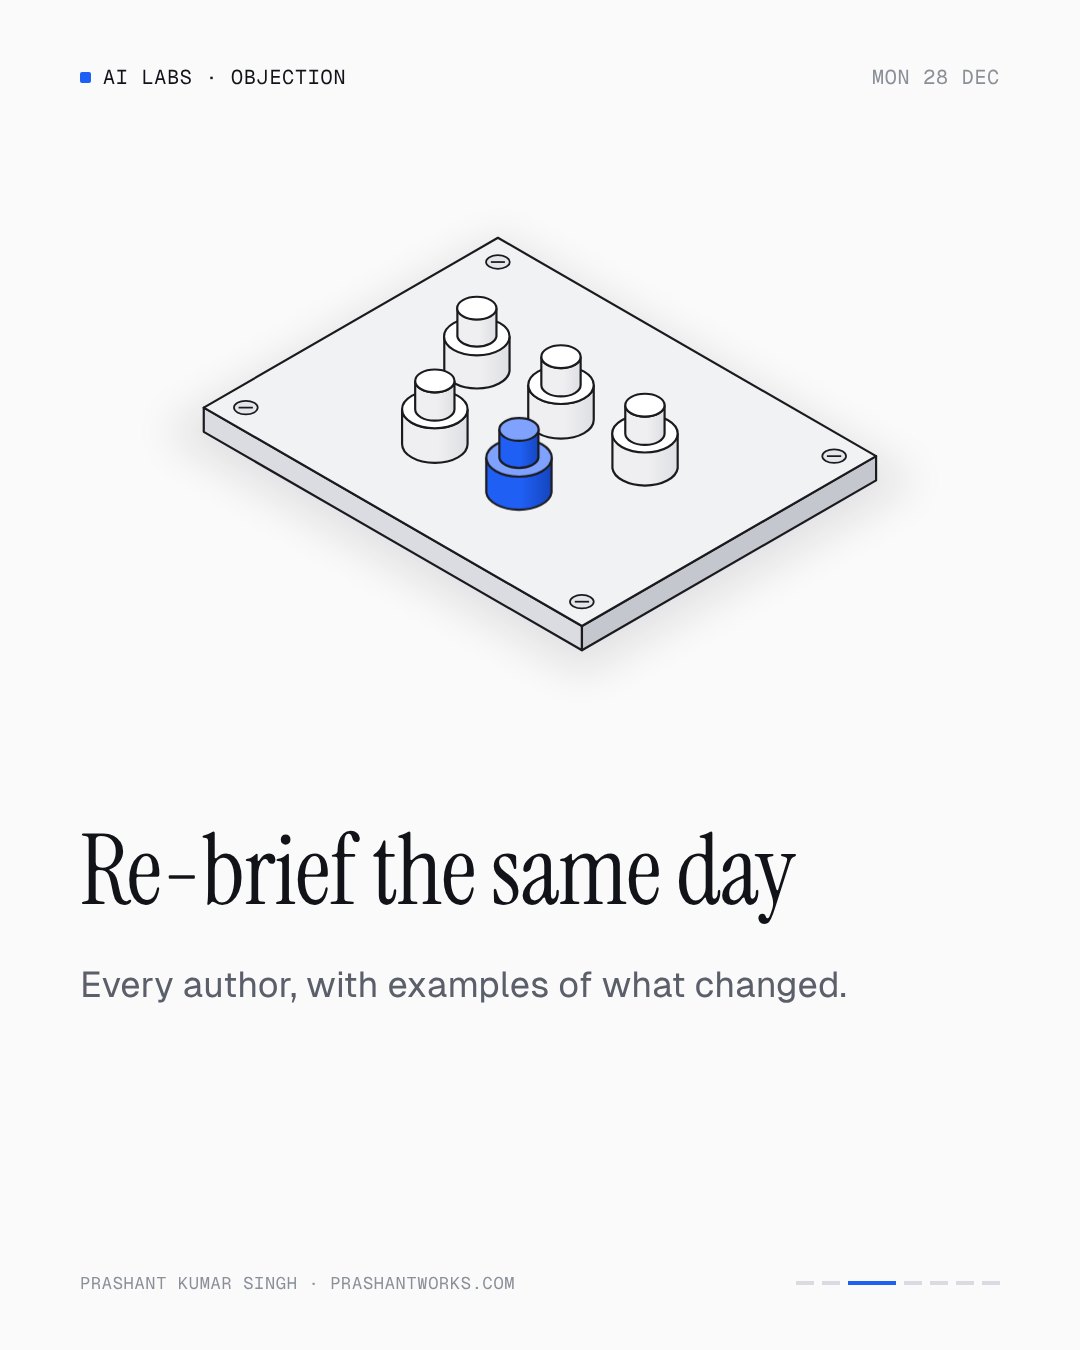 AI LABS · OBJECTION
MON 28 DEC
Re-brief the same day
Every author, with examples of what changed.
PRASHANT KUMAR SINGH · PRASHANTWORKS.COM